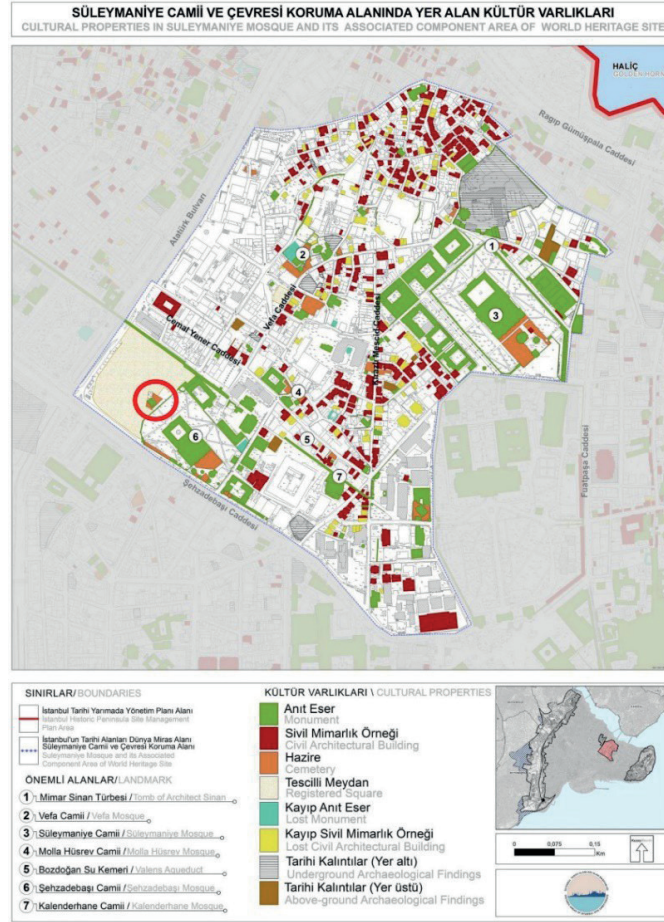 SÜLEYMANİYE CAMİİ VE ÇEVRESİ KORUMA ALANINDA YER ALAN KÜLTÜR VARLIKLARI
CULTURAL PROPERTIES IN SULEYMANIYE MOSQUE AND ITS ASSOCIATED COMPONENT AREA OF WORLD HERITAGE SITE
HALİÇ
GOLDEN HORN
Ragıp Gümüşpala Caddesi
Atatürk Bulvarı
1
2
3
Vefa Caddesi
Cemal Yener Caddesi
4
6
5
7
Şehzadebaşı Caddesi
Fuatpaşa Caddesi
SINIRLAR/ BOUNDARIES
İstanbul Tarihi Yarımada Yönetim Planı Alanı
İstanbul Historic Peninsula Site Management
Plan Area
İstanbul'un Tarihi Alanları Dünya Miras Alanı
Süleymaniye Camii ve Çevresi Koruma Alanı
Suleymaniye Mosque and its Associated
Component Area of World Heritage Site
ÖNEMLİ ALANLAR/ LANDMARK
1 Mimar Sinan Türbesi / Tomb of Architect Sinan
2 Vefa Camii / Vefa Mosque
3 Süleymaniye Camii / Süleymaniye Mosque
4 Molla Hüsrev Camii / Molla Hüsrev Mosque
5 Bozdoğan Su Kemeri / Valens Aqueduct
6 Şehzadebaşı Camii / Şehzadebaşı Mosque
7 Kalenderhane Camii / Kalenderhane Mosque
KÜLTÜR VARLIKLARI \ CULTURAL PROPERTIES
Anıt Eser
Monument
Sivil Mimarlık Örneği
Civil Architectural Building
Hazire
Cemetery
Tescilli Meydan
Registered Square
Kayıp Anıt Eser
Lost Monument
Kayıp Sivil Mimarlık Örneği
Lost Civil Architectural Building
Tarihi Kalıntılar (Yer altı)
Underground Archaeological Findings
Tarihi Kalıntılar (Yer üstü)
Above-ground Archaeological Findings
0 0,075 0,15
Km